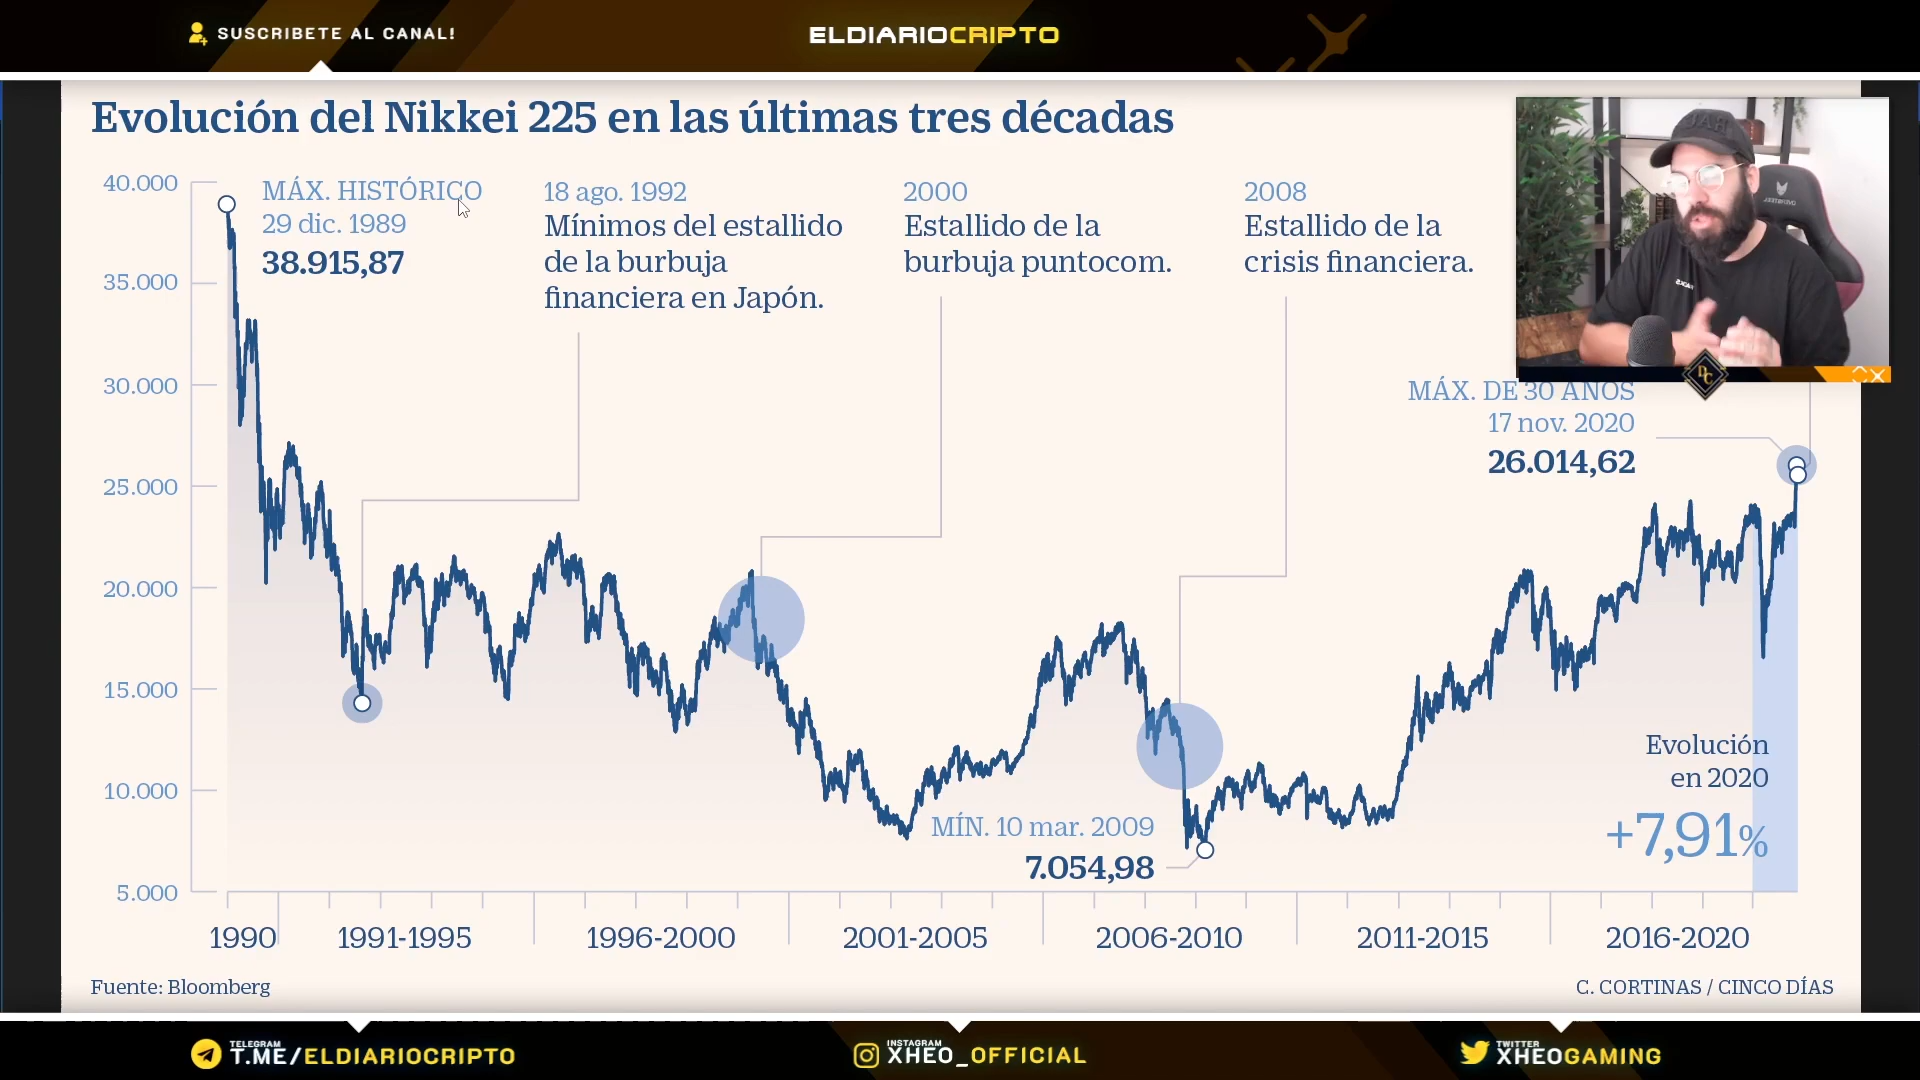 SUSCRIBETE AL CANAL!
ELDIARIOCRIPTO
Evolución del Nikkei 225 en las últimas tres décadas
40.000
35.000
30.000
25.000
20.000
15.000
10.000
5.000
MÁX. HISTÓRICO
29 dic. 1989
38.915,87
18 ago. 1992
Mínimos del estallido
de la burbuja
financiera en Japón.
2000
Estallido de la
burbuja puntocom.
2008
Estallido de la
crisis financiera.
MÁX. DE 30 AÑOS
17 nov. 2020
26.014,62
MÍN. 10 mar. 2009
7.054,98
Evolución
en 2020
+7,91%
1990
1991-1995
1996-2000
2001-2005
2006-2010
2011-2015
2016-2020
Fuente: Bloomberg
C. CORTINAS / CINCO DÍAS
TELEGRAM
T.ME/ELDIARIOCRIPTO
INSTAGRAM
XHEO_OFFICIAL
TWITTER
XHEOGAMING